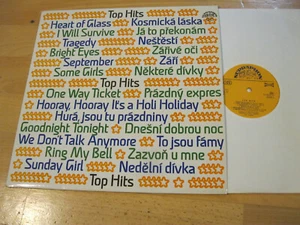 Top Hits
Heart of Glass Kosmická láska
I Will Survive Já to překonám
Tragedy Neštěstí
Bright Eyes Zářivé oči
September Září
Some Girls Některé dívky
Top Hits
One Way Ticket Prázdný expres
Hooray, Hooray It's a Holi Holiday
Hurá, jsou tu prázdniny
Goodnight Tonight Dnešní dobrou noc
We Don't Talk Anymore To jsou fámy
Ring My Bell Zazvoň u mne
Sunday Girl Nedělní dívka
Top Hits